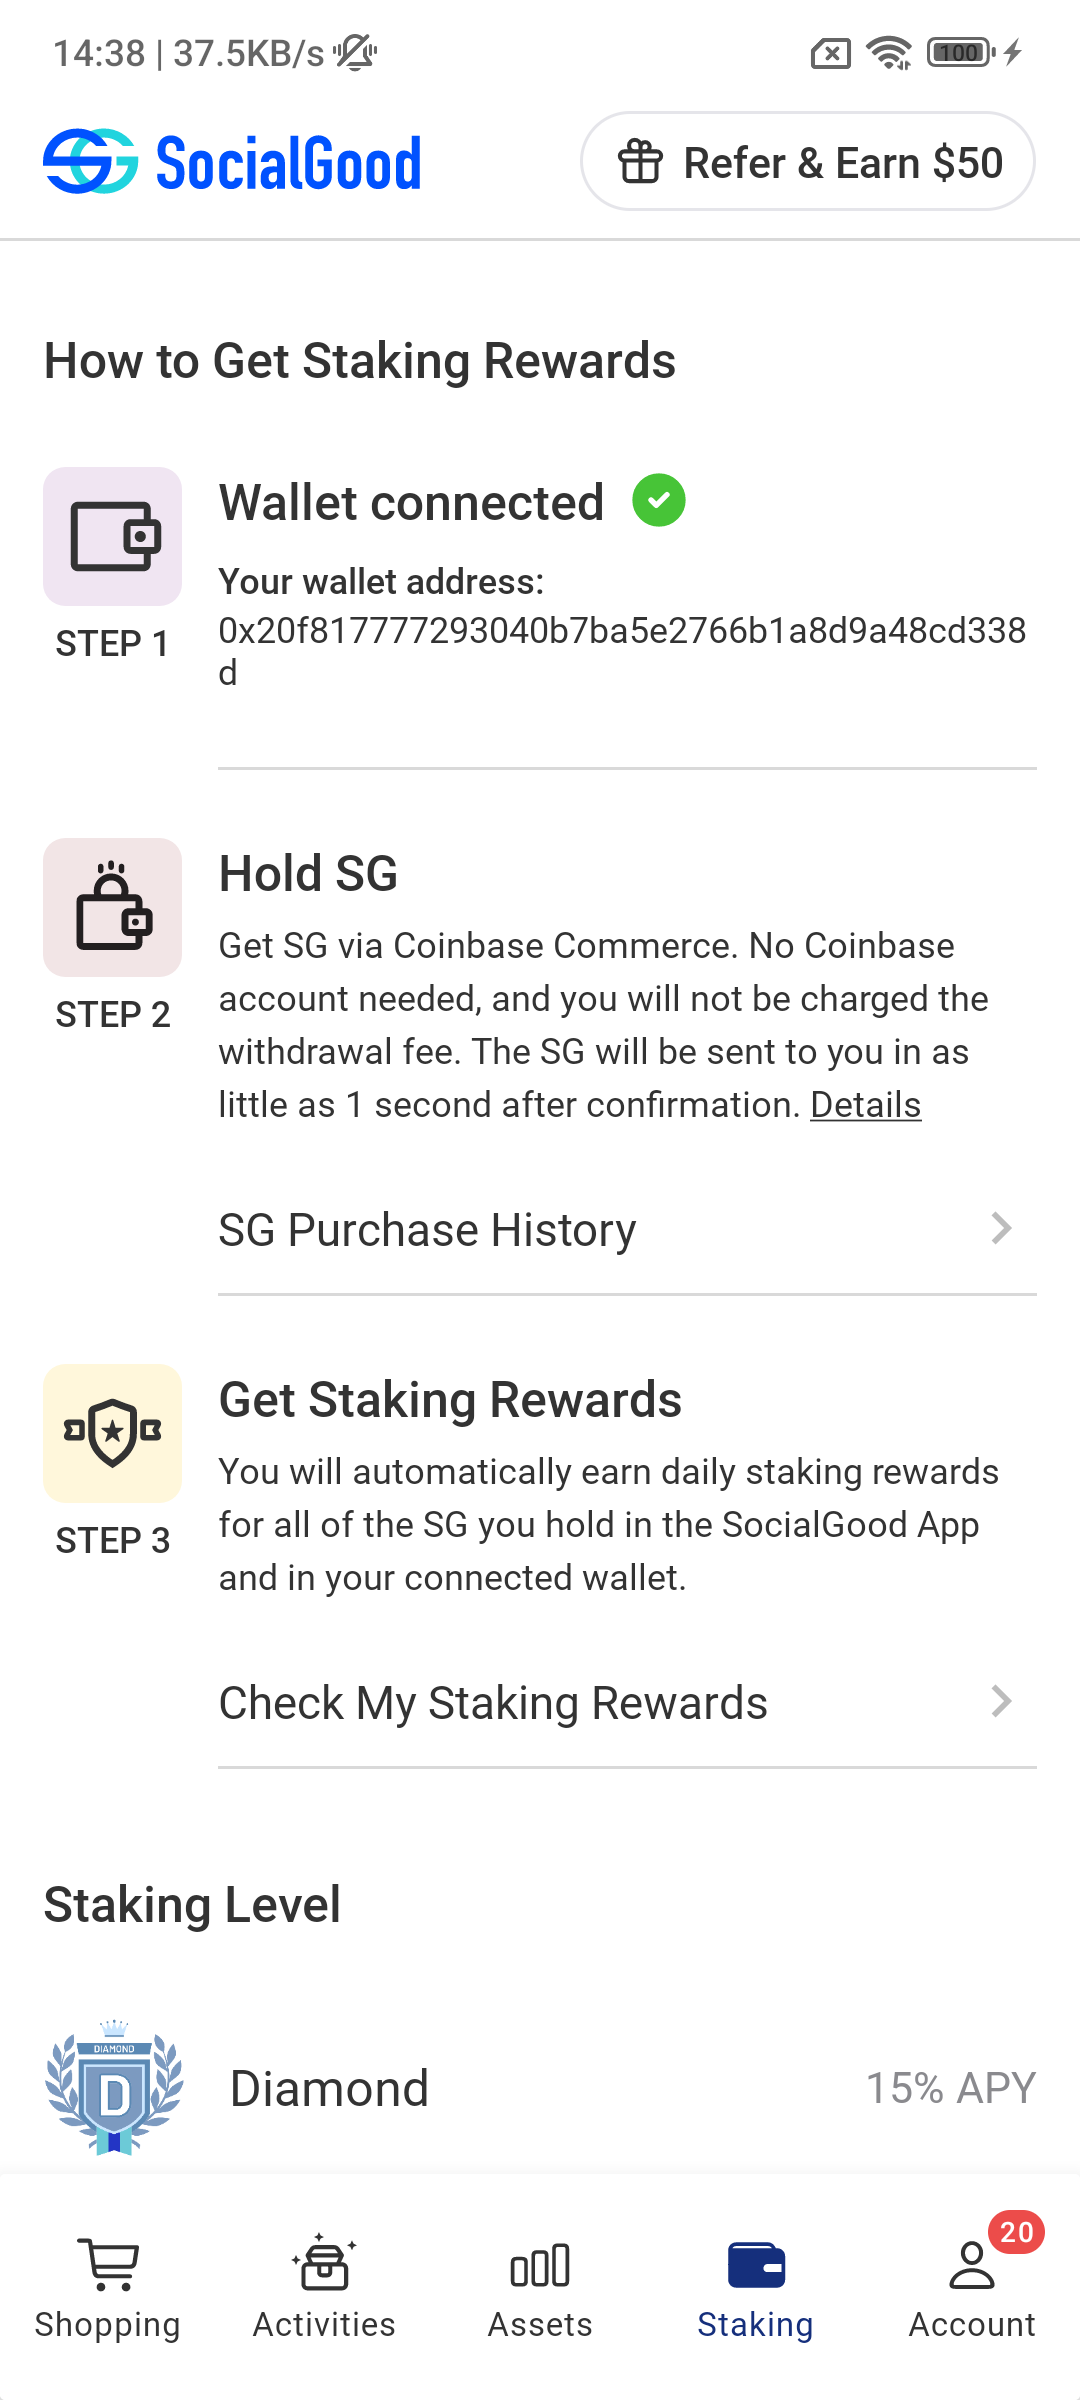 14:38 | 37.5KB/s
100
SocialGood
Refer & Earn $50
How to Get Staking Rewards
Wallet connected
Your wallet address:
0x20f817777293040b7ba5e2766b1a8d9a48cd338
d
STEP 1
Hold SG
Get SG via Coinbase Commerce. No Coinbase
account needed, and you will not be charged the
withdrawal fee. The SG will be sent to you in as
little as 1 second after confirmation. Details
STEP 2
SG Purchase History
Get Staking Rewards
You will automatically earn daily staking rewards
for all of the SG you hold in the SocialGood App
and in your connected wallet.
STEP 3
Check My Staking Rewards
Staking Level
DIAMOND
D
Diamond
15% APY
20
Shopping
Activities
Assets
Staking
Account